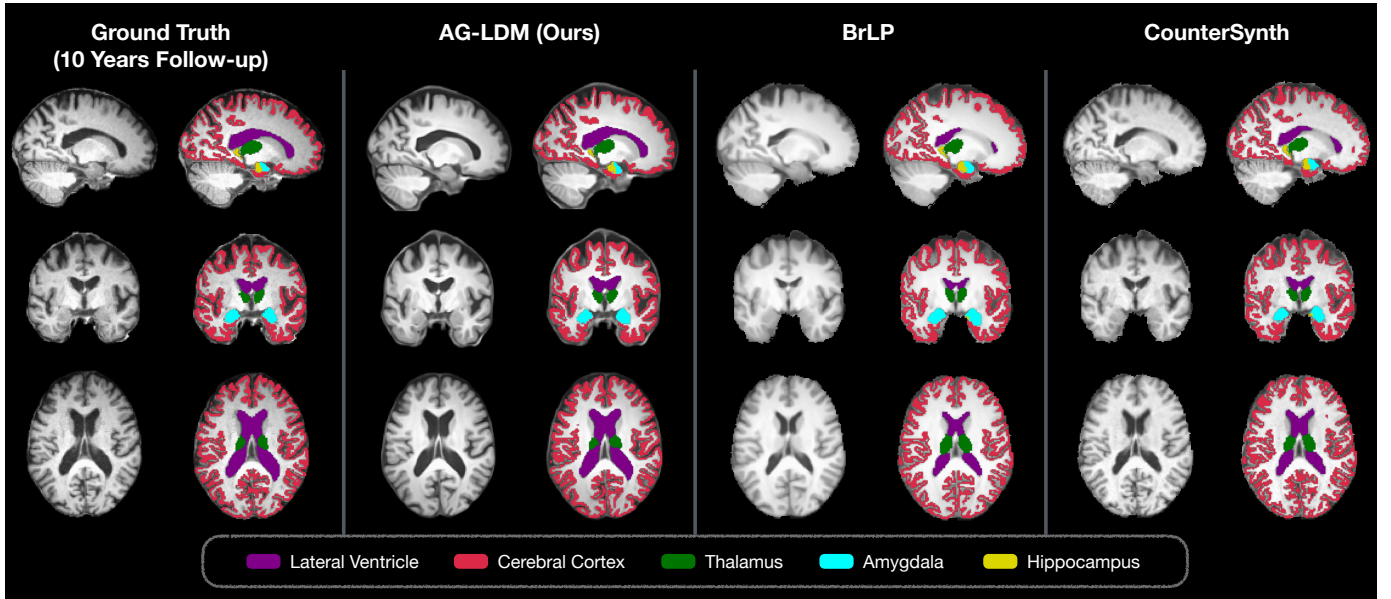 Ground Truth
(10 Years Follow-up)
AG-LDM (Ours)
BrLP
CounterSynth
Lateral Ventricle
Cerebral Cortex
Thalamus
Amygdala
Hippocampus